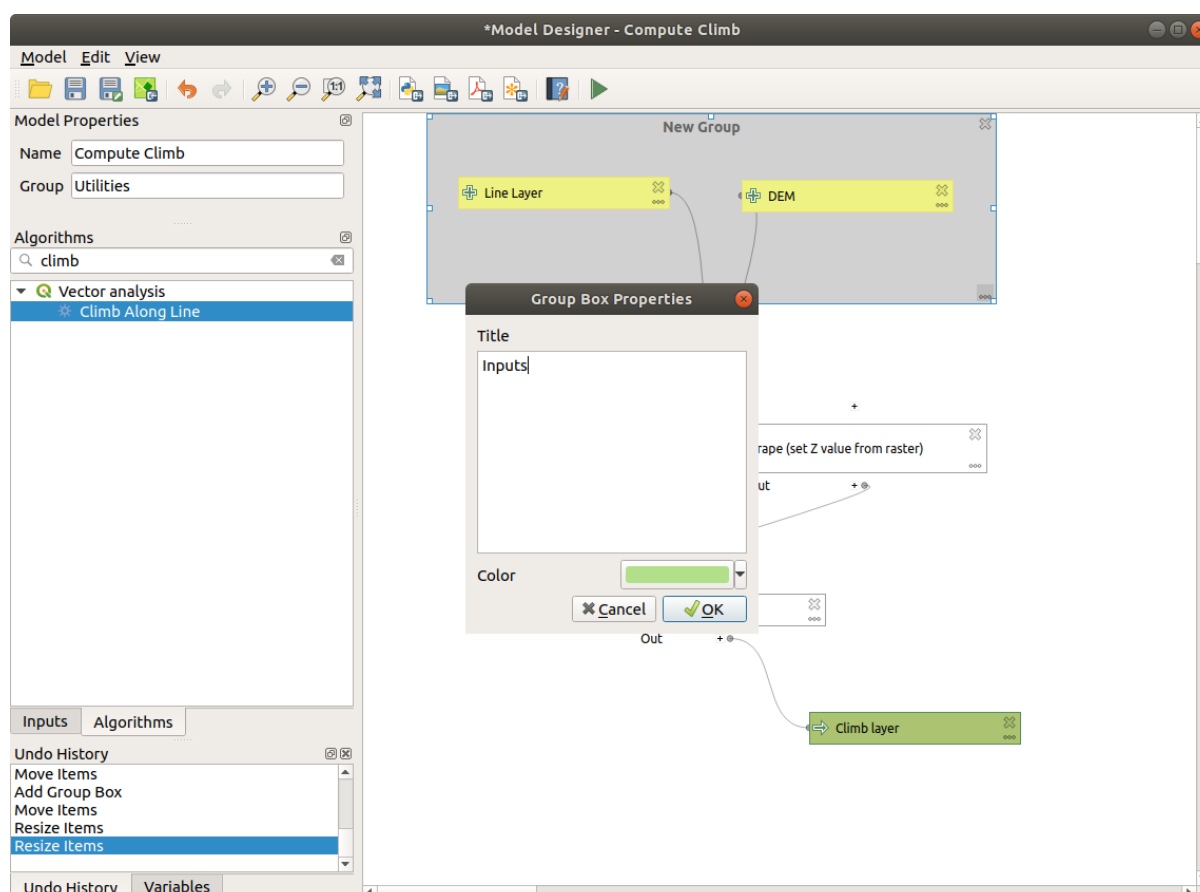 *Model Designer - Compute Climb
Model Edit View
Model Properties
Name Compute Climb
Group Utilities
Algorithms
climb
Vector analysis
Climb Along Line
Inputs Algorithms
Undo History
Move Items
Add Group Box
Move Items
Resize Items
Resize Items
Undo History Variables
New Group
Line Layer
DEM
Group Box Properties
Title
Inputs
Color
Cancel OK
rape (set Z value from raster)
ut
Out
Climb layer